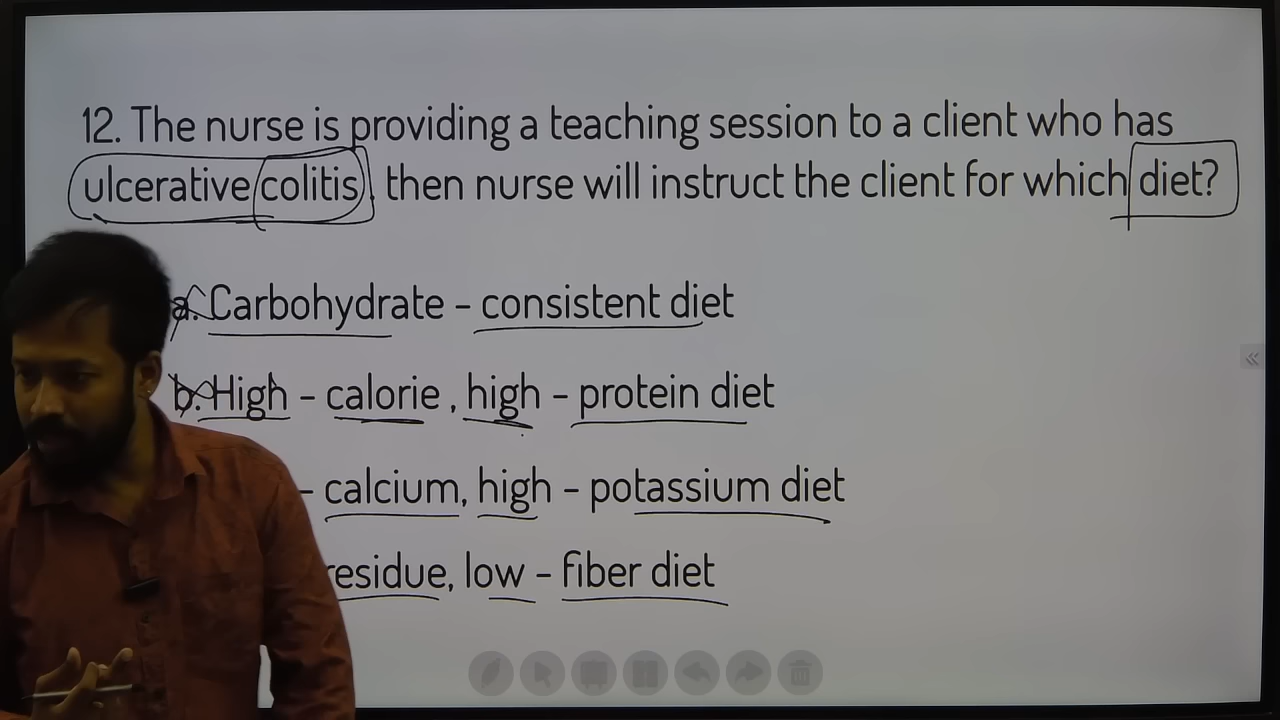 12. The nurse is providing a teaching session to a client who has
ulcerative colitis, then nurse will instruct the client for which diet?
a. Carbohydrate - consistent diet
b. High - calorie, high - protein diet
- calcium, high - potassium diet
residue, low - fiber diet